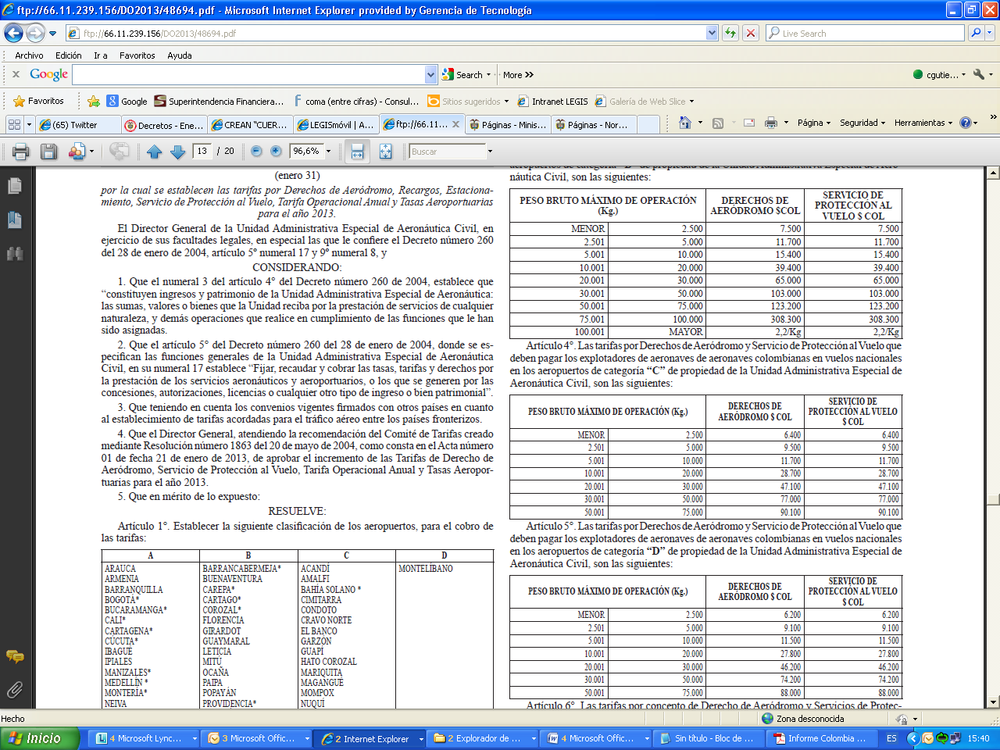 ftp://66.11.239.156/DO2013/48694.pdf - Microsoft Internet Explorer provided by Gerencia de Tecnología
ftp://66.11.239.156/DO2013/48694.pdf
Live Search
Archivo Edición Ir a Favoritos Ayuda
x Google Search More »
cgutie...
Favoritos Google Superintendencia Financiera... coma (entre cifras) - Consul... Sitios sugeridos Intranet LEGIS Galería de Web Slice
(65) Twitter Decretos - Ene... CREAN "CUER... LEGISmóvil | A... ftp://66.11... Páginas - Minis... Páginas - Nor... Página Seguridad Herramientas »
13 / 20 96,6% Buscar
(enero 31)
por la cual se establecen las tarifas por Derechos de Aeródromo, Recargos, Estaciona-
miento, Servicio de Protección al Vuelo, Tarifa Operacional Anual y Tasas Aeroportuarias
para el año 2013.
El Director General de la Unidad Administrativa Especial de Aeronáutica Civil, en
ejercicio de sus facultades legales, en especial las que le confiere el Decreto número 260
del 28 de enero de 2004, artículo 5º numeral 17 y 9º numeral 8, y
CONSIDERANDO:
1. Que el numeral 3 del artículo 4° del Decreto número 260 de 2004, establece que
“constituyen ingresos y patrimonio de la Unidad Administrativa Especial de Aeronáutica:
las sumas, valores o bienes que la Unidad reciba por la prestación de servicios de cualquier
naturaleza, y demás operaciones que realice en cumplimiento de las funciones que le han
sido asignadas.
2. Que el artículo 5° del Decreto número 260 del 28 de enero de 2004, donde se es-
pecifican las funciones generales de la Unidad Administrativa Especial de Aeronáutica
Civil, en su numeral 17 establece “Fijar, recaudar y cobrar las tasas, tarifas y derechos por
la prestación de los servicios aeronáuticos y aeroportuarios, o los que se generen por las
concesiones, autorizaciones, licencias o cualquier otro tipo de ingreso o bien patrimonial”.
3. Que teniendo en cuenta los convenios vigentes firmados con otros países en cuanto
al establecimiento de tarifas acordadas para el tráfico aéreo entre los países fronterizos.
4. Que el Director General, atendiendo la recomendación del Comité de Tarifas creado
mediante Resolución número 1863 del 20 de mayo de 2004, como consta en el Acta número
01 de fecha 21 de enero de 2013, de aprobar el incremento de las Tarifas de Derecho de
Aeródromo, Servicio de Protección al Vuelo, Tarifa Operacional Anual y Tasas Aeropor-
tuarias para el año 2013.
5. Que en mérito de lo expuesto:
RESUELVE:
Artículo 1°. Establecer la siguiente clasificación de los aeropuertos, para el cobro de
las tarifas:
A B C D
ARAUCA BARRANCABERMEJA* ACANDÍ MONTELÍBANO
ARMENIA BUENAVENTURA AMALFI
BARRANQUILLA CAREPA* BAHÍA SOLANO *
BOGOTÁ* CARTAGO* CIMITARRA
BUCARAMANGA* COROZAL* CONDOTO
CALI* FLORENCIA CRAVO NORTE
CARTAGENA* GIRARDOT EL BANCO
CÚCUTA* GUAYMARAL GARZÓN
IBAGUÉ LETICIA GUAPÍ
IPIALES MITÚ HATO COROZAL
MANIZALES* OCAÑA MARIQUITA
MEDELLÍN * PAIPA MAGANGUÉ
MONTERÍA* POPAYÁN MOMPOX
NEIVA PROVIDENCIA* NUQUÍ
aeropuertos de categoría “B” de propiedad de la Unidad Administrativa Especial de Aero-
náutica Civil, son las siguientes:
PESO BRUTO MÁXIMO DE OPERACIÓN (Kg.) DERECHOS DE AERÓDROMO $COL SERVICIO DE PROTECCIÓN AL VUELO $ COL
MENOR 2.500 7.500 7.500
2.501 5.000 11.700 11.700
5.001 10.000 15.400 15.400
10.001 20.000 39.400 39.400
20.001 30.000 65.000 65.000
30.001 50.000 103.000 103.000
50.001 75.000 123.200 123.200
75.001 100.000 308.300 308.300
100.001 MAYOR 2,2/Kg 2,2/Kg
Artículo 4°. Las tarifas por Derechos de Aeródromo y Servicio de Protección al Vuelo que
deben pagar los explotadores de aeronaves de aeronaves colombianas en vuelos nacionales
en los aeropuertos de categoría “C” de propiedad de la Unidad Administrativa Especial de
Aeronáutica Civil, son las siguientes:
PESO BRUTO MÁXIMO DE OPERACIÓN (Kg.) DERECHOS DE AERÓDROMO $ COL SERVICIO DE PROTECCIÓN AL VUELO $ COL
MENOR 2.500 6.400 6.400
2.501 5.000 9.500 9.500
5.001 10.000 11.700 11.700
10.001 20.000 28.700 28.700
20.001 30.000 47.100 47.100
30.001 50.000 77.000 77.000
50.001 75.000 90.100 90.100
Artículo 5°. Las tarifas por Derechos de Aeródromo y Servicio de Protección al Vuelo que
deben pagar los explotadores de aeronaves de aeronaves colombianas en vuelos nacionales
en los aeropuertos de categoría “D” de propiedad de la Unidad Administrativa Especial de
Aeronáutica Civil, son las siguientes:
PESO BRUTO MÁXIMO DE OPERACIÓN (Kg.) DERECHOS DE AERÓDROMO $ COL SERVICIO DE PROTECCIÓN AL VUELO $ COL
MENOR 2.500 6.200 6.200
2.501 5.000 9.100 9.100
5.001 10.000 11.500 11.500
10.001 20.000 27.800 27.800
20.001 30.000 46.200 46.200
30.001 50.000 74.200 74.200
50.001 75.000 88.000 88.000
Artículo 6°. Las tarifas por concepto de Derecho de Aeródromo y Servicios de Protec-
Hecho Zona desconocida
Inicio 4 Microsoft Lync... 3 Microsoft Offic... 2 Internet Explorer 2 Explorador de ... 4 Microsoft Offic... Sin título - Bloc de ... Informe Colombia ... ES 15:40